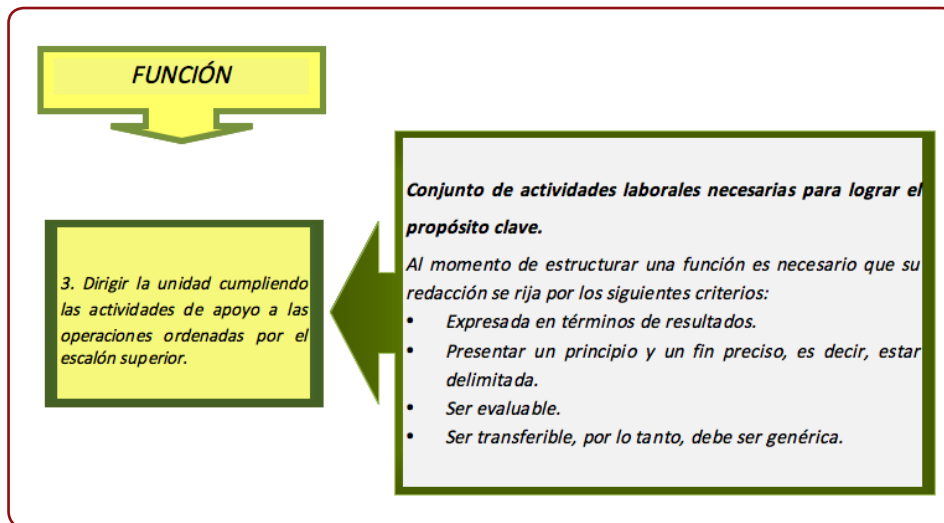 FUNCIÓN
3. Dirigir la unidad cumpliendo
las actividades de apoyo a las
operaciones ordenadas por el
escalón superior.
Conjunto de actividades laborales necesarias para lograr el
propósito clave.
Al momento de estructurar una función es necesario que su
redacción se rija por los siguientes criterios:
• Expresada en términos de resultados.
• Presentar un principio y un fin preciso, es decir, estar
delimitada.
• Ser evaluable.
• Ser transferible, por lo tanto, debe ser genérica.